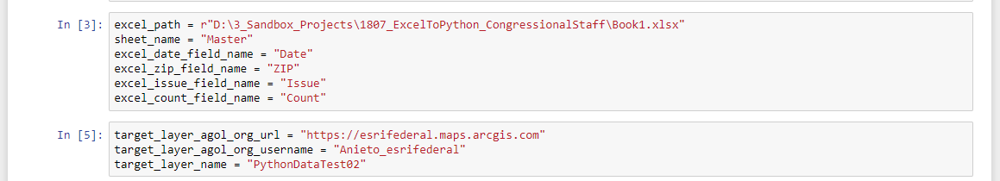 In [3]: excel_path = r"D:\3_Sandbox_Projects\1807_ExcelToPython_CongressionalStaff\Book1.xlsx"
sheet_name = "Master"
excel_date_field_name = "Date"
excel_zip_field_name = "ZIP"
excel_issue_field_name = "Issue"
excel_count_field_name = "Count"
In [5]: target_layer_agol_org_url = "https://esrifederal.maps.arcgis.com"
target_layer_agol_org_username = "Anieto_esrifederal"
target_layer_name = "PythonDataTest02"